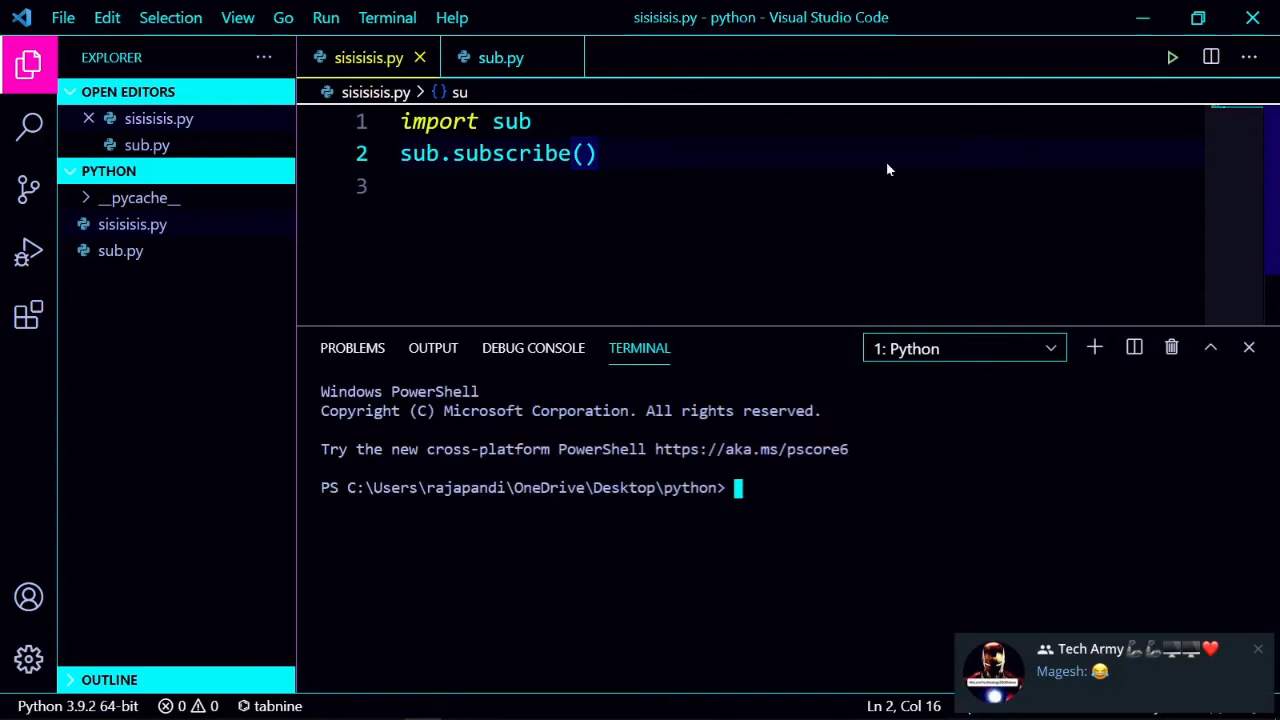 File Edit Selection View Go Run Terminal Help
sisisisis.py - python - Visual Studio Code
EXPLORER
OPEN EDITORS
sisisisis.py
sub.py
PYTHON
__pycache__
sisisisis.py
sub.py
OUTLINE
sisisisis.py
sub.py
sisisisis.py > {} su
1 import sub
2 sub.subscribe()
3
PROBLEMS OUTPUT DEBUG CONSOLE TERMINAL
1: Python
Windows PowerShell
Copyright (C) Microsoft Corporation. All rights reserved.
Try the new cross-platform PowerShell https://aka.ms/pscore6
PS C:\Users\rajapandi\OneDrive\Desktop\python>
Tech Army💪💪🖥️🖥️❤️
Magesh: 😂
Python 3.9.2 64-bit 0 0 tabnine
Ln 2, Col 16